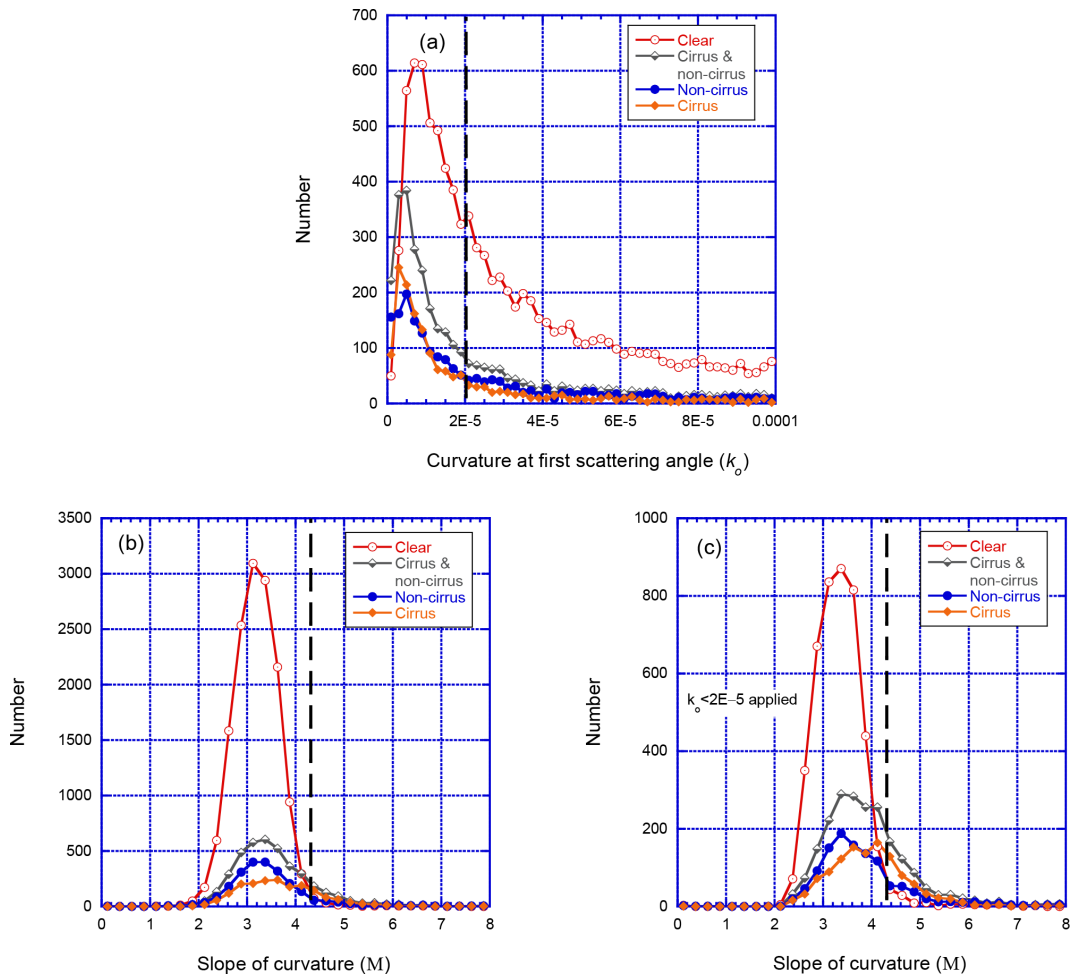 (a)
700
600
500
400
300
200
100
0
Number
Clear
Cirrus &
non-cirrus
Non-cirrus
Cirrus
0 2E-5 4E-5 6E-5 8E-5 0.0001
Curvature at first scattering angle (ko)
(b)
3500
3000
2500
2000
1500
1000
500
0
Number
Clear
Cirrus &
non-cirrus
Non-cirrus
Cirrus
0 1 2 3 4 5 6 7 8
Slope of curvature (M)
(c)
1000
800
600
400
200
0
Number
Clear
Cirrus &
non-cirrus
Non-cirrus
Cirrus
ko<2E–5 applied
0 1 2 3 4 5 6 7 8
Slope of curvature (M)